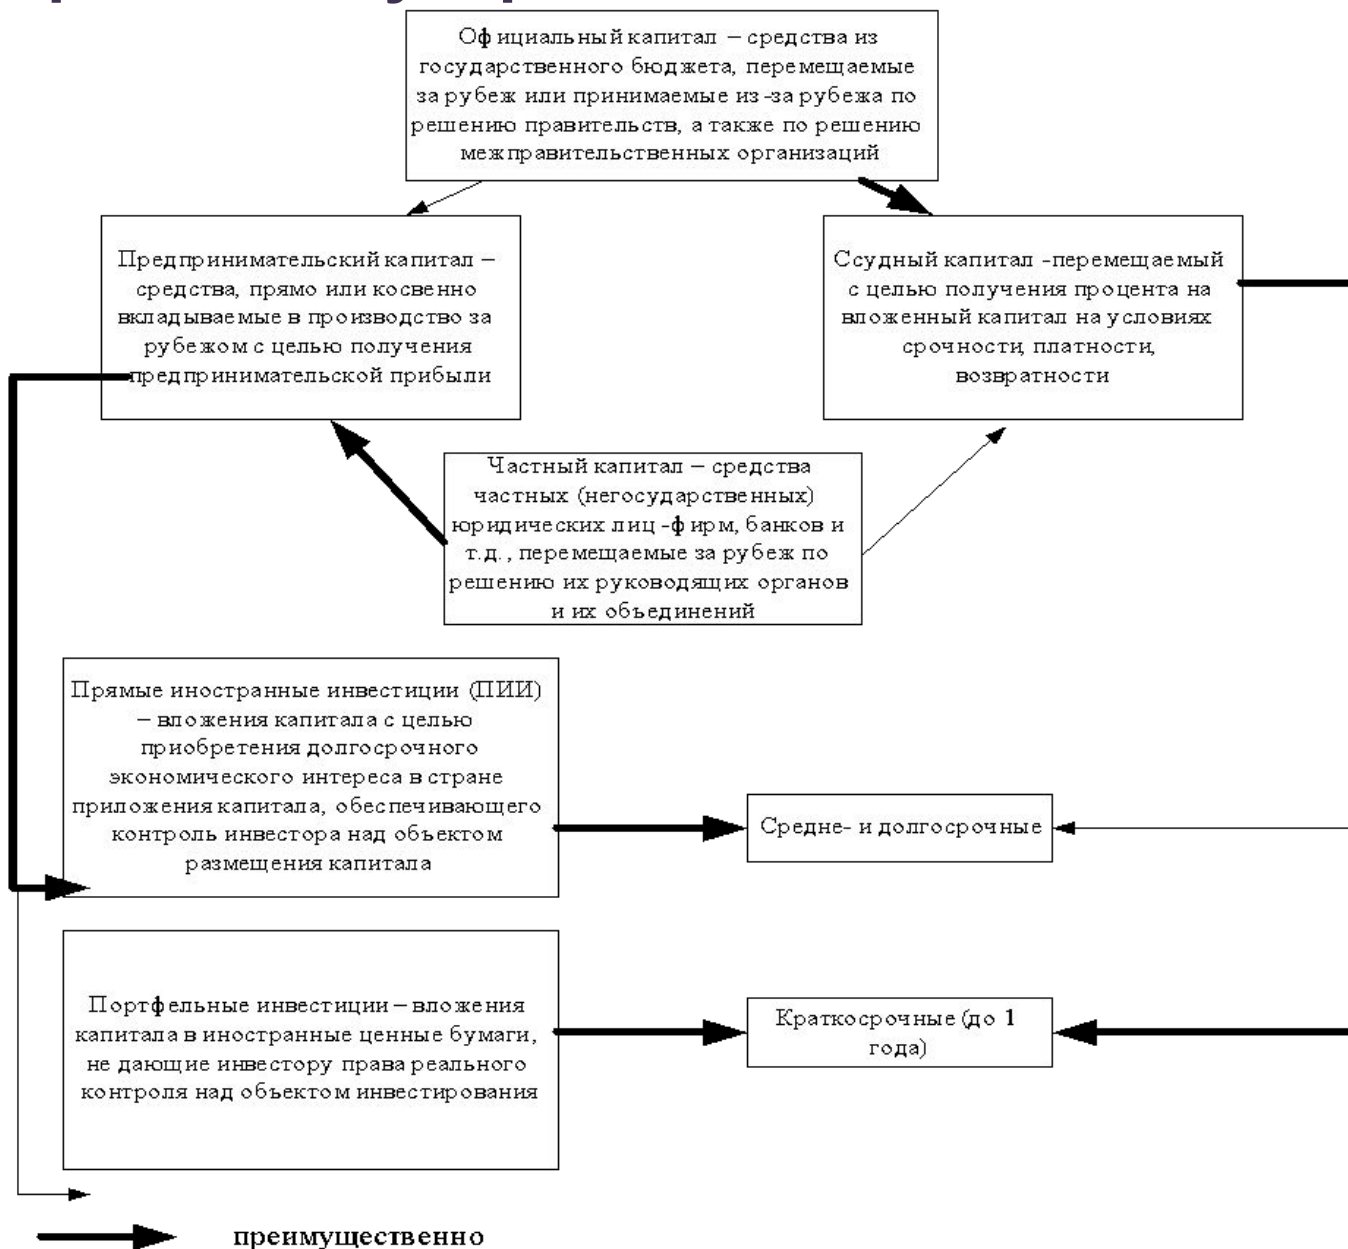 Официальный капитал – средства из
государственного бюджета, перемещаемые
за рубеж или принимаемые из-за рубежа по
решению правительств, а также по решению
межправительственных организаций
Предпринимательский капитал –
средства, прямо или косвенно
вкладываемые в производство за
рубежом с целью получения
предпринимательской прибыли
Ссудный капитал -перемещаемый
с целью получения процента на
вложенный капитал на условиях
срочности, платности,
возвратности
Частный капитал – средства
частных (негосударственных)
юридических лиц -фирм, банков и
т.д., перемещаемые за рубеж по
решению их руководящих органов
и их объединений
Прямые иностранные инвестиции (ПИИ)
– вложения капитала с целью
приобретения долгосрочного
экономического интереса в стране
приложения капитала, обеспечивающего
контроль инвестора над объектом
размещения капитала
Средне- и долгосрочные
Портфельные инвестиции – вложения
капитала в иностранные ценные бумаги,
не дающие инвестору права реального
контроля над объектом инвестирования
Краткосрочные (до 1
года)
преимущественно